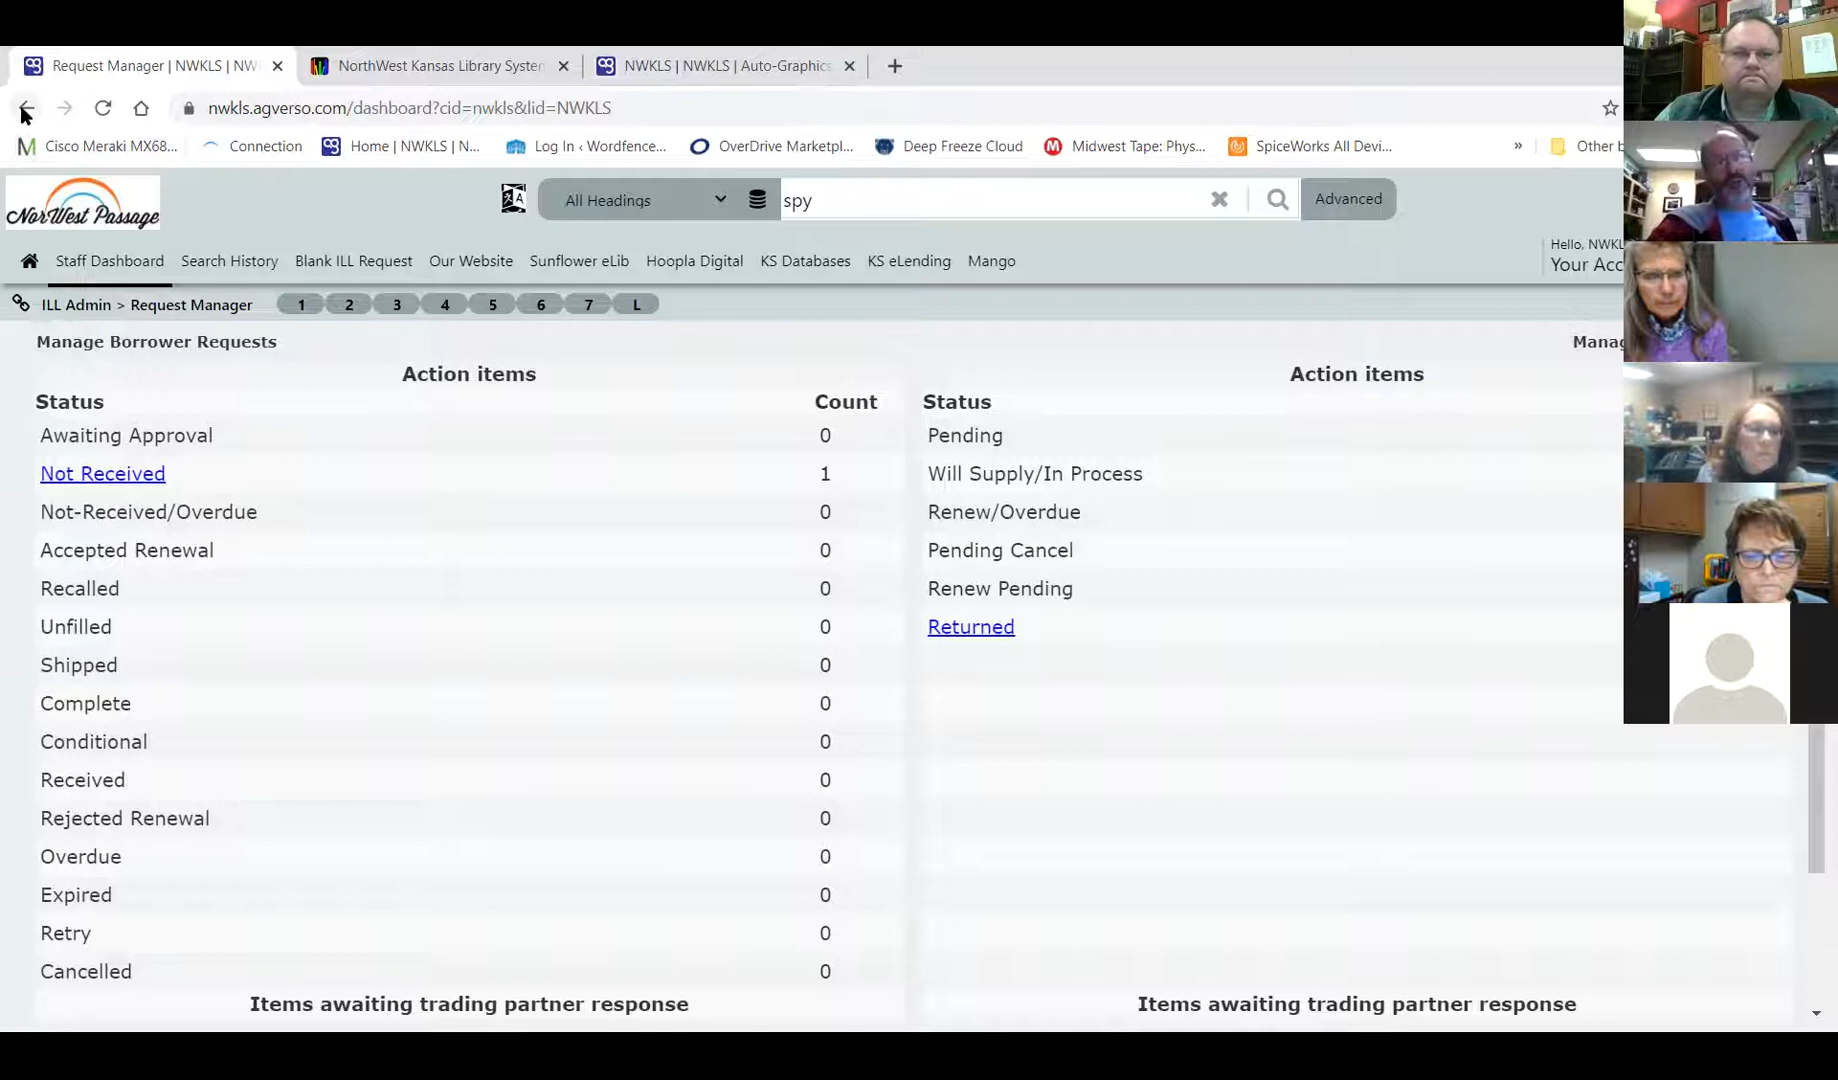 Request Manager | NWKLS | NW
NorthWest Kansas Library System
NWKLS | NWKLS | Auto-Graphics
nwkls.agverso.com/dashboard?cid=nwkls&lid=NWKLS
Cisco Meraki MX68...
Connection
Home | NWKLS | N...
Log In ‹ Wordfence...
OverDrive Marketpl...
Deep Freeze Cloud
Midwest Tape: Phys...
SpiceWorks All Devi...
»
Other b
NorWest Passage
All Headings
spy
Advanced
Hello, NWKL
Your Acc
Staff Dashboard
Search History
Blank ILL Request
Our Website
Sunflower eLib
Hoopla Digital
KS Databases
KS eLending
Mango
ILL Admin > Request Manager
1 2 3 4 5 6 7 L
Manage Borrower Requests
Manag
Action items
Status Count
Awaiting Approval 0
Not Received 1
Not-Received/Overdue 0
Accepted Renewal 0
Recalled 0
Unfilled 0
Shipped 0
Complete 0
Conditional 0
Received 0
Rejected Renewal 0
Overdue 0
Expired 0
Retry 0
Cancelled 0
Items awaiting trading partner response
Action items
Status
Pending
Will Supply/In Process
Renew/Overdue
Pending Cancel
Renew Pending
Returned
Items awaiting trading partner response